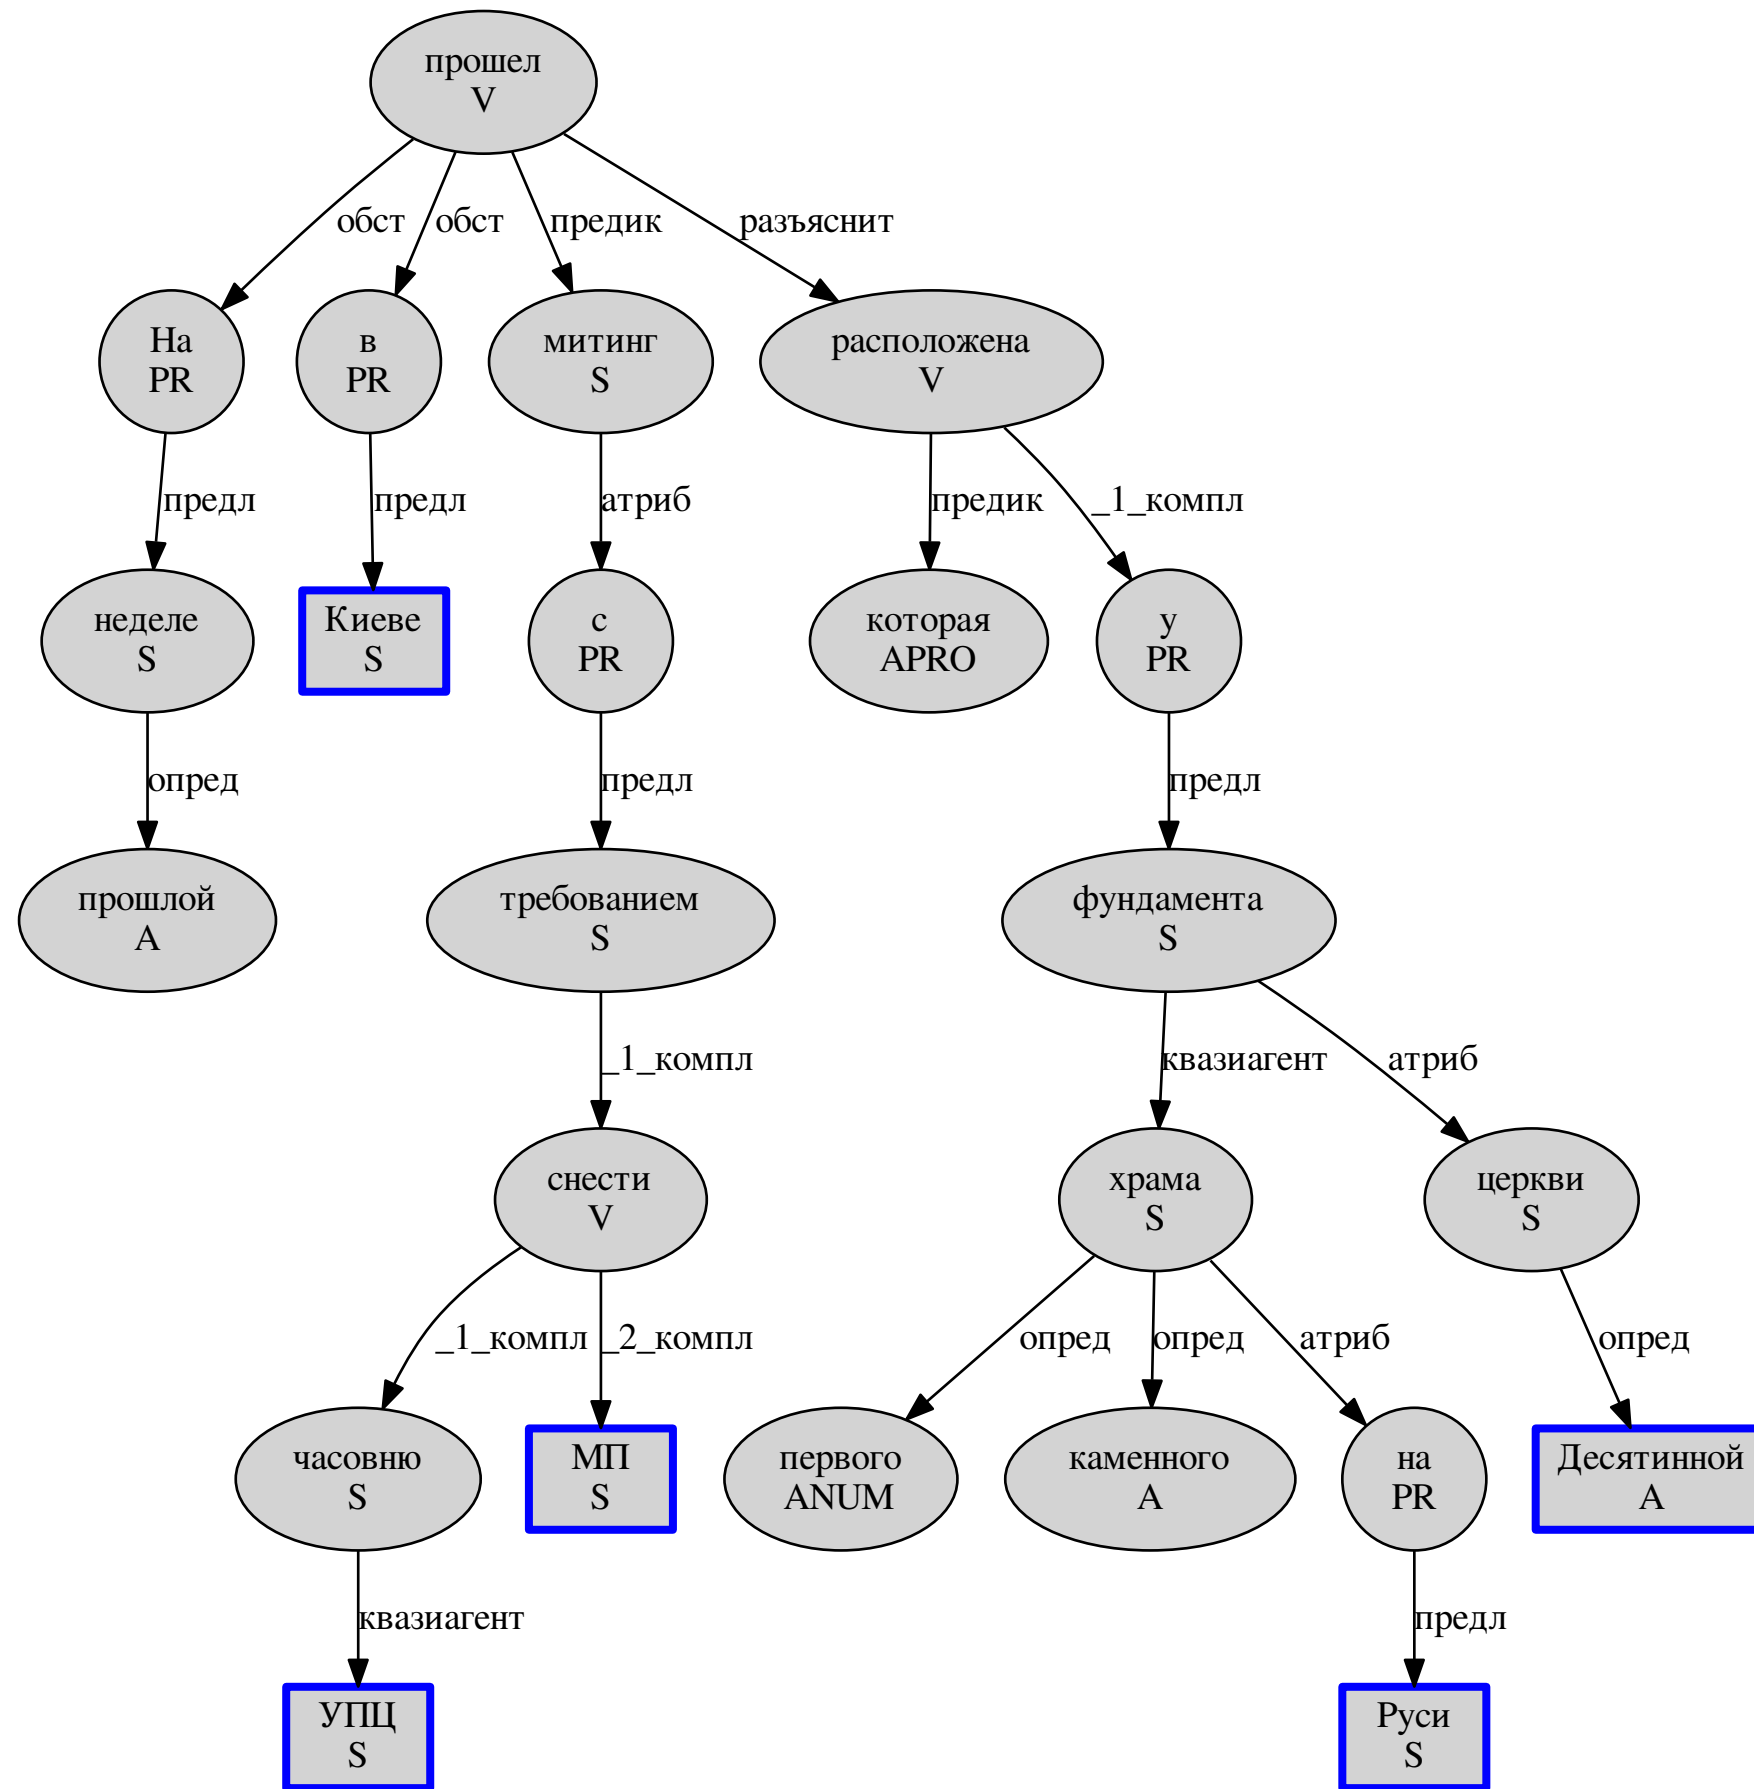 прошел
V
обст
обст
предик
разъяснит
На
PR
в
PR
митинг
S
расположена
V
предл
предл
атриб
предик
_1_компл
неделе
S
Киеве
S
с
PR
которая
APRO
у
PR
опред
предл
предл
прошлой
A
требованием
S
фундамента
S
_1_компл
квазиагент
атриб
снести
V
храма
S
церкви
S
_1_компл
_2_компл
опред
опред
атриб
опред
часовню
S
МП
S
первого
ANUM
каменного
A
на
PR
Десятинной
A
квазиагент
предл
УПЦ
S
Руси
S